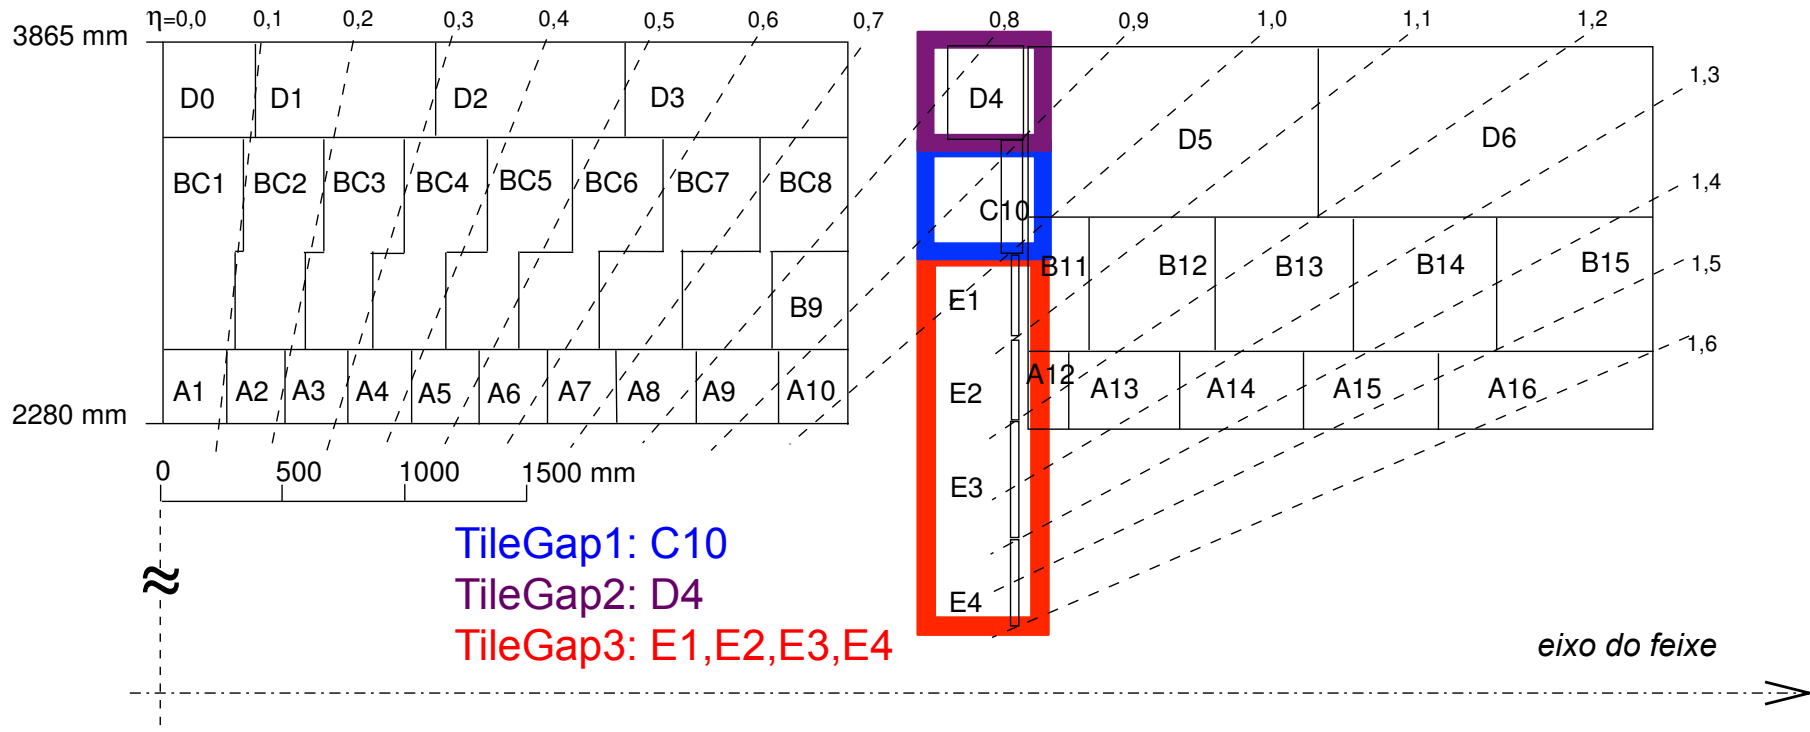 η=0,0 0,1 0,2 0,3 0,4 0,5 0,6 0,7 0,8 0,9 1,0 1,1 1,2
3865 mm
1,3
D0 D1 D2 D3 D4 D5 D6
BC1 BC2 BC3 BC4 BC5 BC6 BC7 BC8 C10
1,4
B9 E1 B11 B12 B13 B14 B15
1,5
1,6
A1 A2 A3 A4 A5 A6 A7 A8 A9 A10 E2 A12 A13 A14 A15 A16
2280 mm
0 500 1000 1500 mm
E3
TileGap1: C10
TileGap2: D4
E4
TileGap3: E1,E2,E3,E4
eixo do feixe